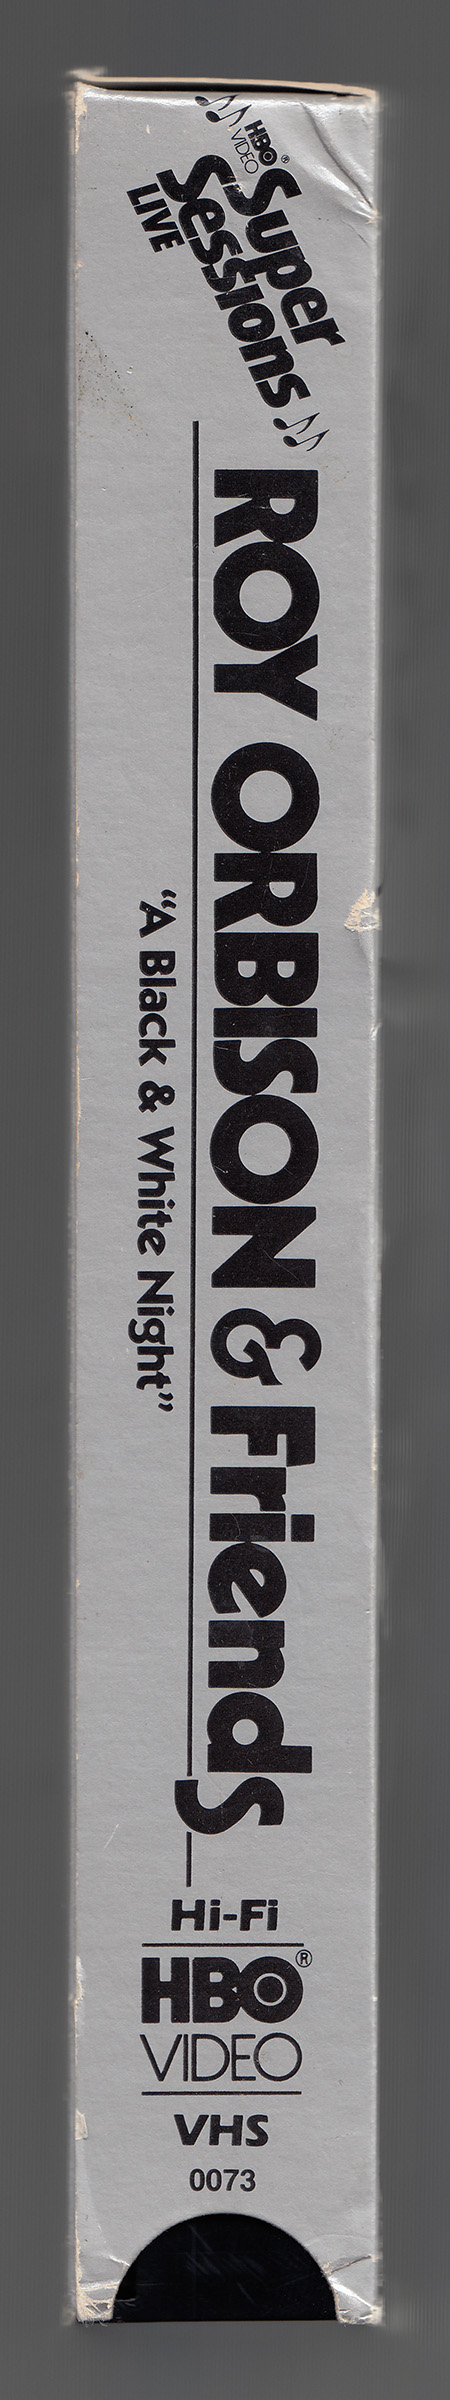 HBO®
VIDEO
Super
Sessions
LIVE
ROY ORBISON & Friends
“A Black & White Night”
Hi-Fi
HBO®
VIDEO
VHS
0073